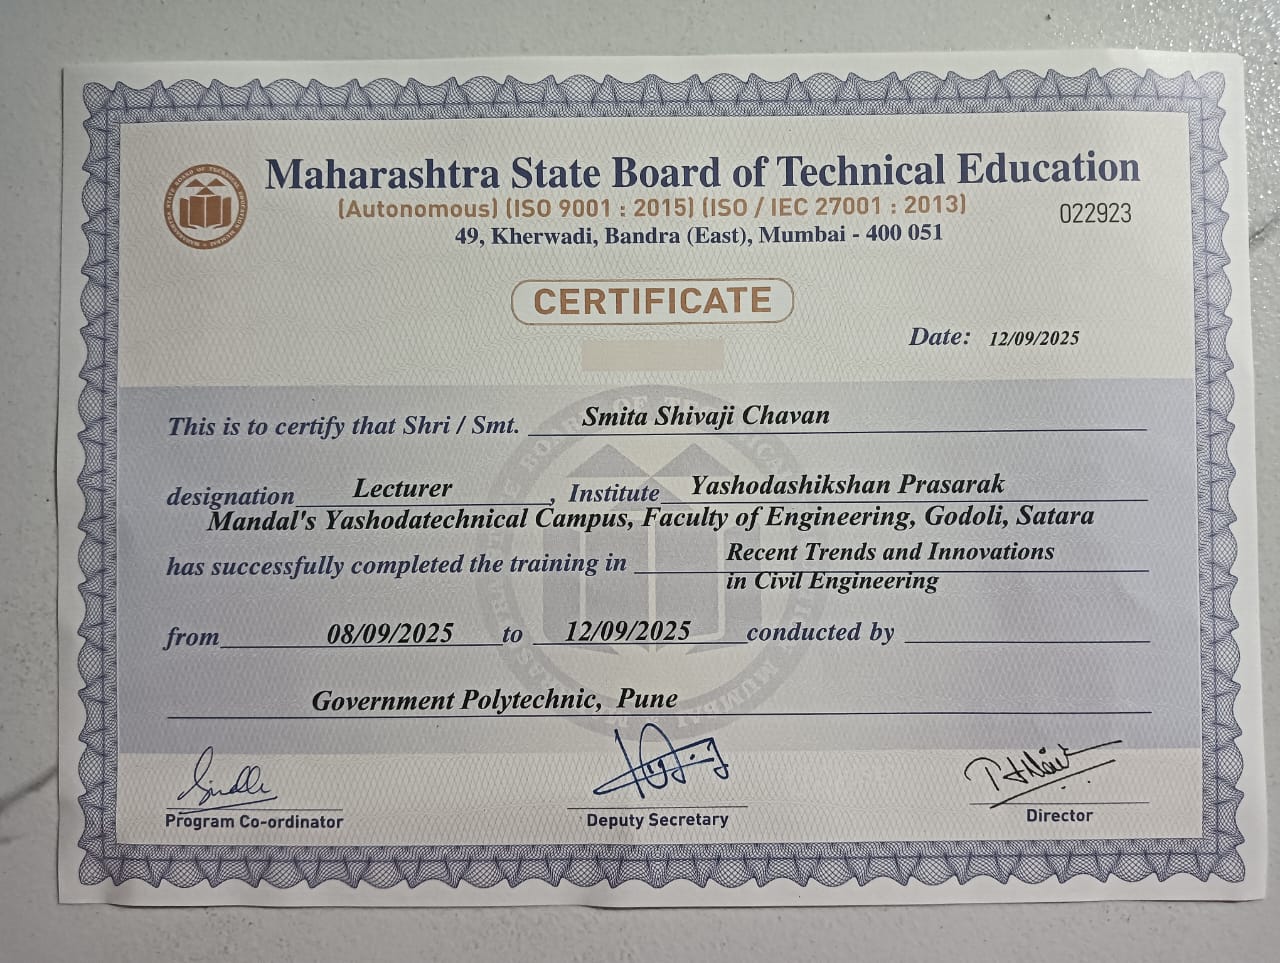 Maharashtra State Board of Technical Education
(Autonomous) (ISO 9001 : 2015) (ISO / IEC 27001 : 2013)
022923
49, Kherwadi, Bandra (East), Mumbai - 400 051
CERTIFICATE
Date: 12/09/2025
This is to certify that Shri / Smt. Smita Shivaji Chavan
designation Lecturer , Institute Yashodashikshan Prasarak
Mandal's Yashodatechnical Campus, Faculty of Engineering, Godoli, Satara
has successfully completed the training in Recent Trends and Innovations
in Civil Engineering
from 08/09/2025 to 12/09/2025 conducted by
Government Polytechnic, Pune
Program Co-ordinator
Deputy Secretary
Director